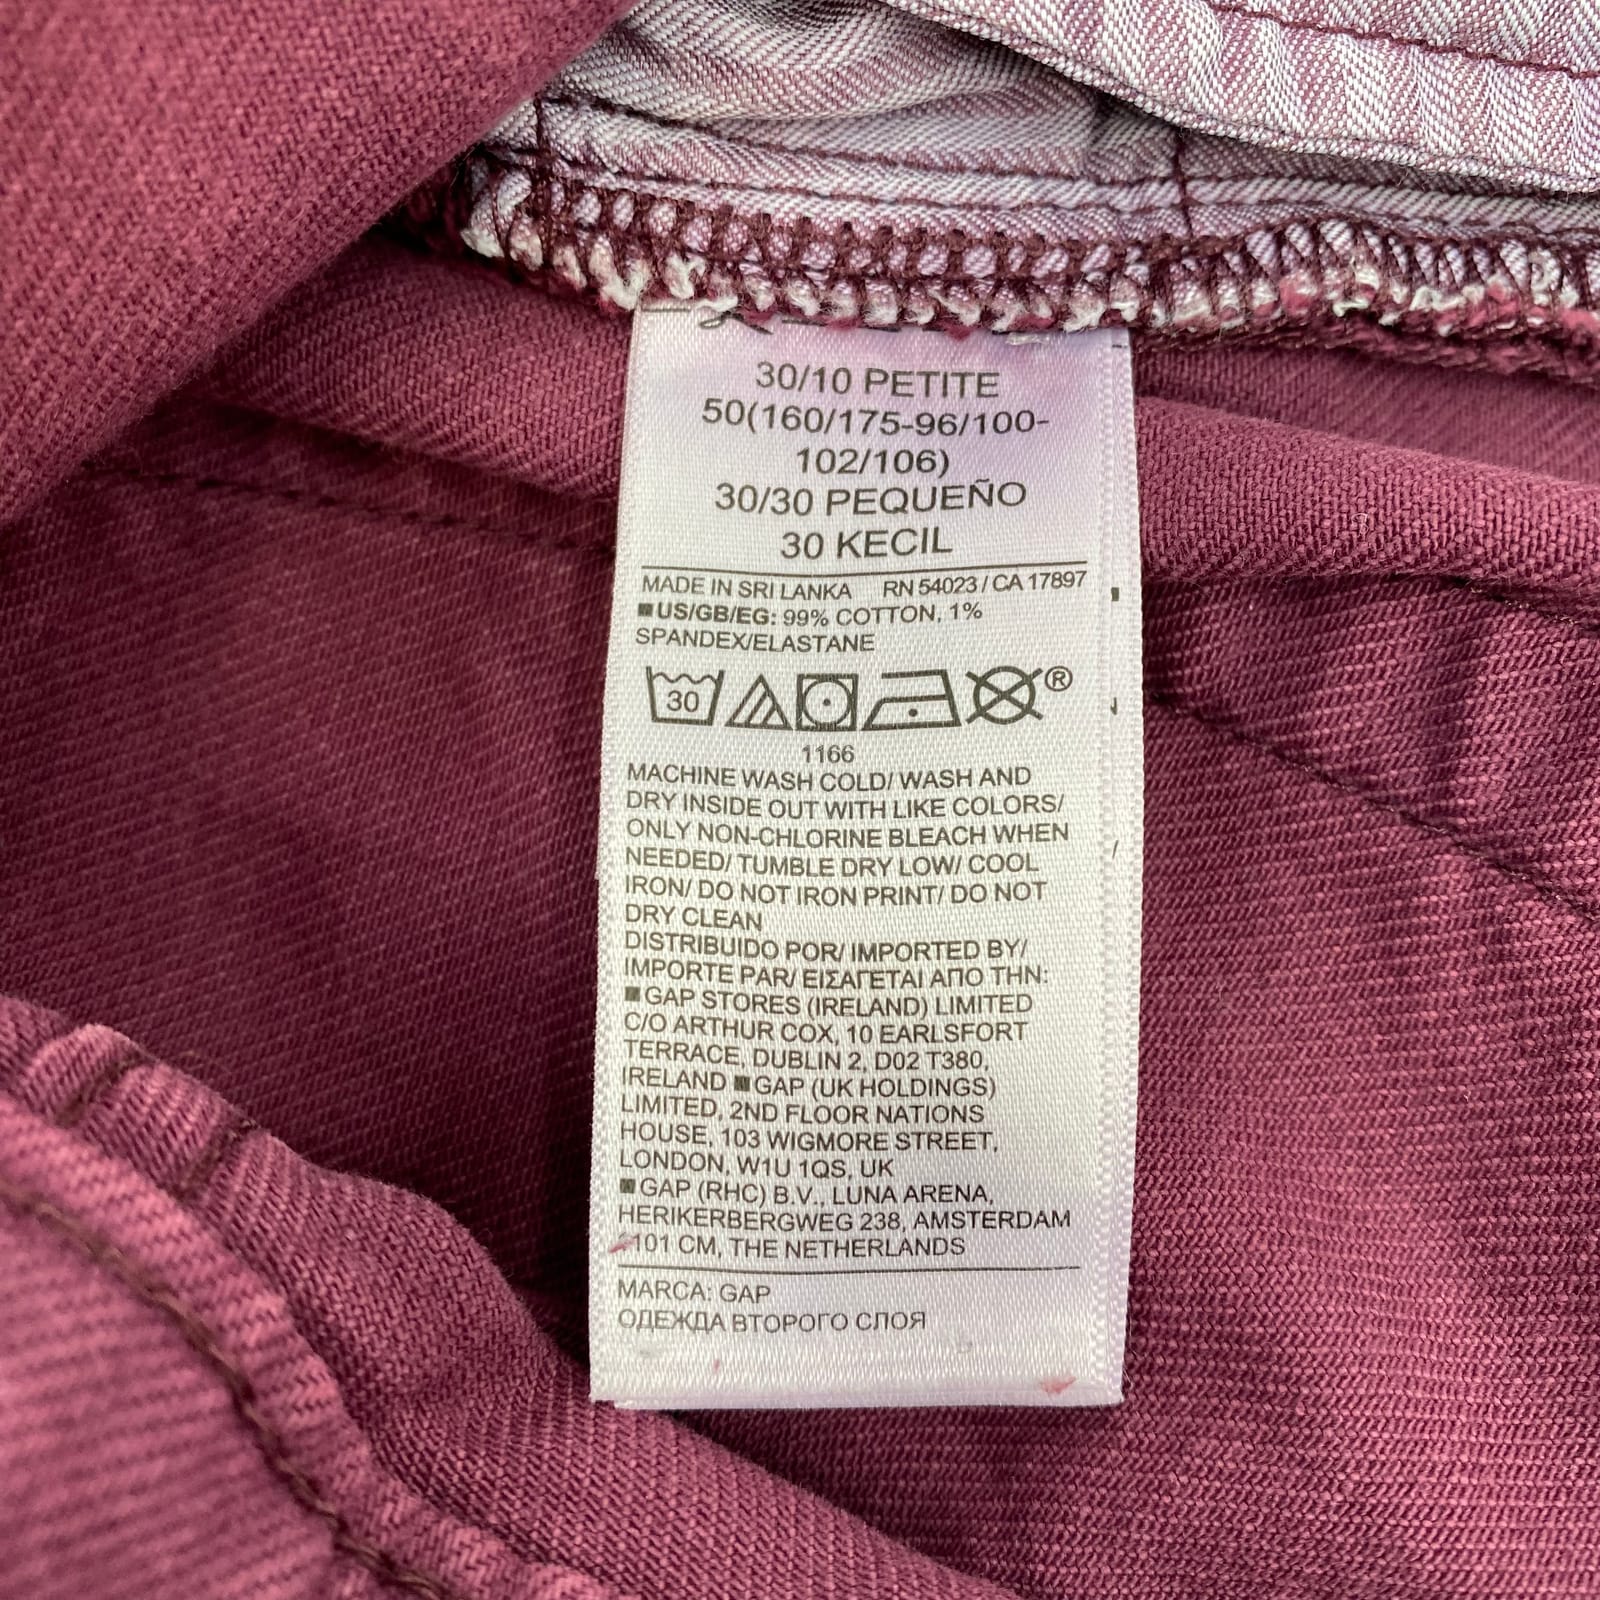 30/10 PETITE
50(160/175-96/100-
102/106)
30/30 PEQUEÑO
30 KECIL
MADE IN SRI LANKA RN 54023 / CA 17897
■US/GB/EG: 99% COTTON, 1%
SPANDEX/ELASTANE
30 ®
1166
MACHINE WASH COLD/ WASH AND
DRY INSIDE OUT WITH LIKE COLORS/
ONLY NON-CHLORINE BLEACH WHEN
NEEDED/ TUMBLE DRY LOW/ COOL
IRON/ DO NOT IRON PRINT/ DO NOT
DRY CLEAN
DISTRIBUIDO POR/ IMPORTED BY/
IMPORTE PAR/ ΕΙΣΑΓΕΤΑΙ ΑΠΟ ΤΗΝ:
■GAP STORES (IRELAND) LIMITED
C/O ARTHUR COX, 10 EARLSFORT
TERRACE, DUBLIN 2, D02 T380,
IRELAND ■GAP (UK HOLDINGS)
LIMITED, 2ND FLOOR NATIONS
HOUSE, 103 WIGMORE STREET,
LONDON, W1U 1QS, UK
■GAP (RHC) B.V., LUNA ARENA,
HERIKERBERGWEG 238, AMSTERDAM
CM, THE NETHERLANDS
MARCA: GAP
ОДЕЖДА ВТОРОГО СЛОЯ